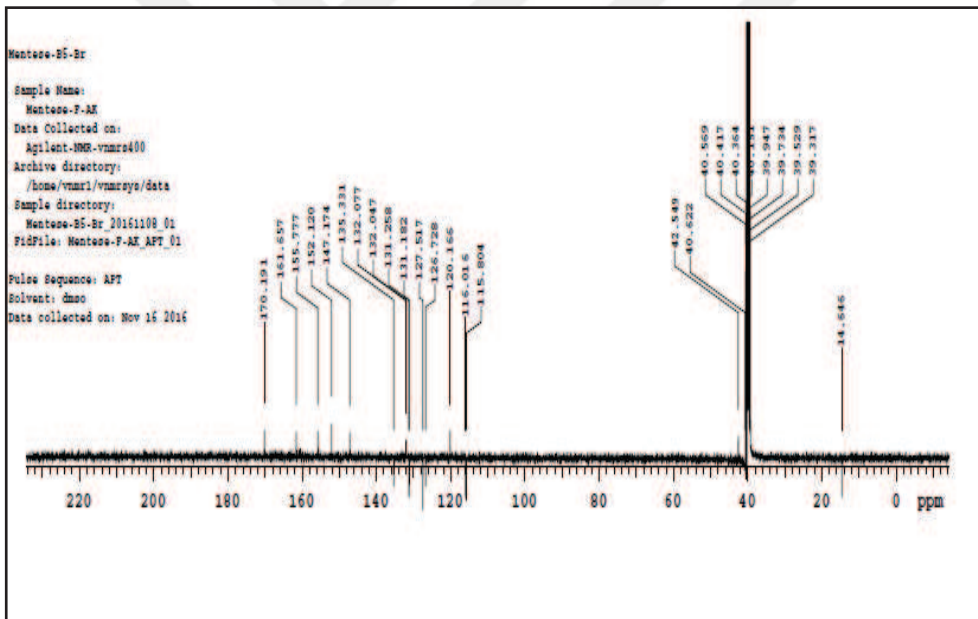 Mentese-B5-Br
Sample Name:
Mentese-F-AK
Data Collected on:
Agilent-NMR-vnmrs400
Archive directory:
/home/vnmr1/vnmrsys/data
Sample directory:
Mentese-B5-Br_20161108_01
FidFile: Mentese-F-AK_APT_01
Pulse Sequence: APT
Solvent: dmso
Data collected on: Nov 16 2016
170.191
161.657
155.777
152.120
147.174
135.331
132.077
132.047
131.258
131.182
127.517
126.728
120.166
116.016
115.804
42.549
40.622
40.569
40.417
40.364
39.947
39.734
39.529
39.317
14.646
220 200 180 160 140 120 100 80 60 40 20 0 ppm